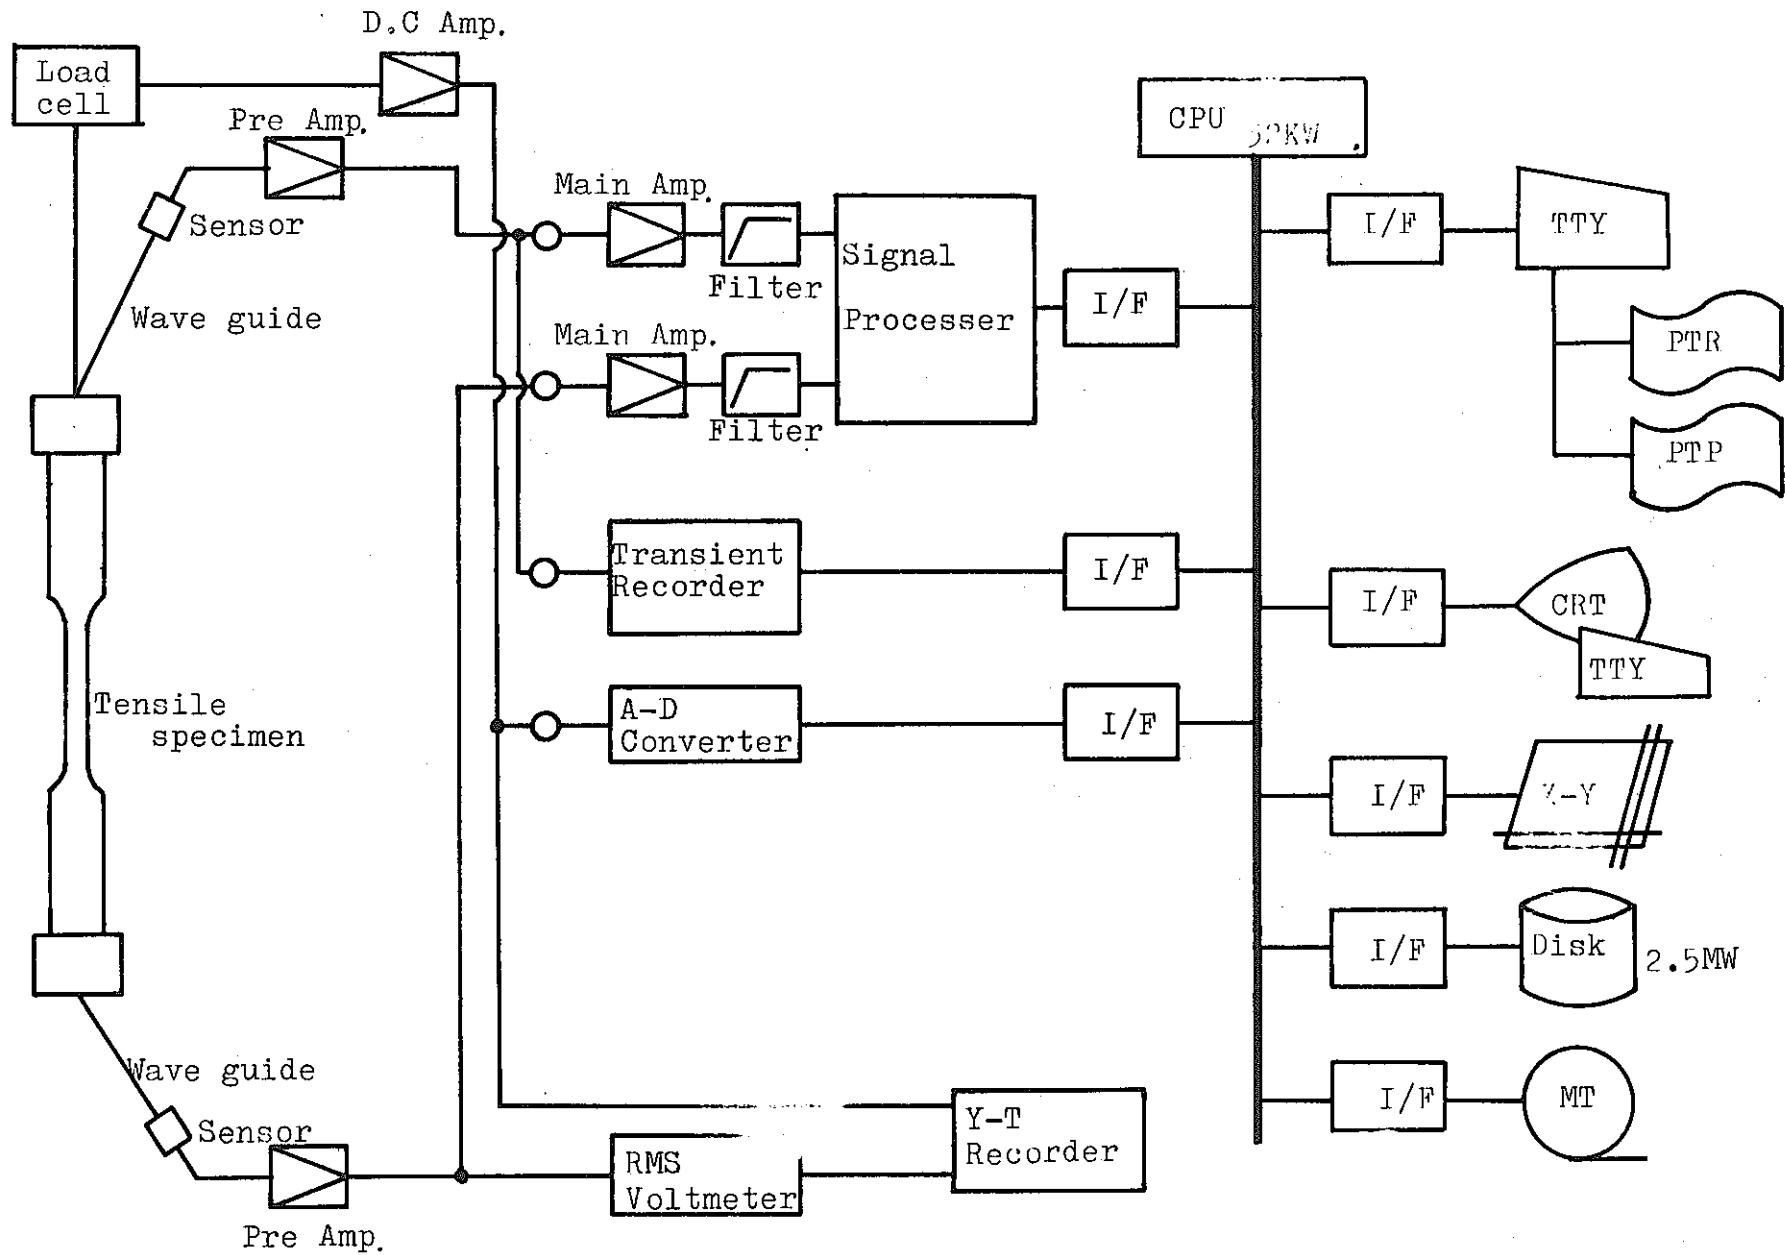 D.C Amp.
Load
cell
Pre Amp.
CPU
Main Amp.
Sensor
I/F
TTY
Signal
Filter
I/F
Processer
Wave guide
Main Amp.
PTR
Filter
PTP
Transient
Recorder
I/F
I/F
CRT
TTY
Tensile
specimen
A-D
Converter
I/F
I/F
-Y
I/F
Disk
2.5MW
Wave guide
Sensor
I/F
MT
Y-T
Recorder
RMS
Voltmeter
Pre Amp.